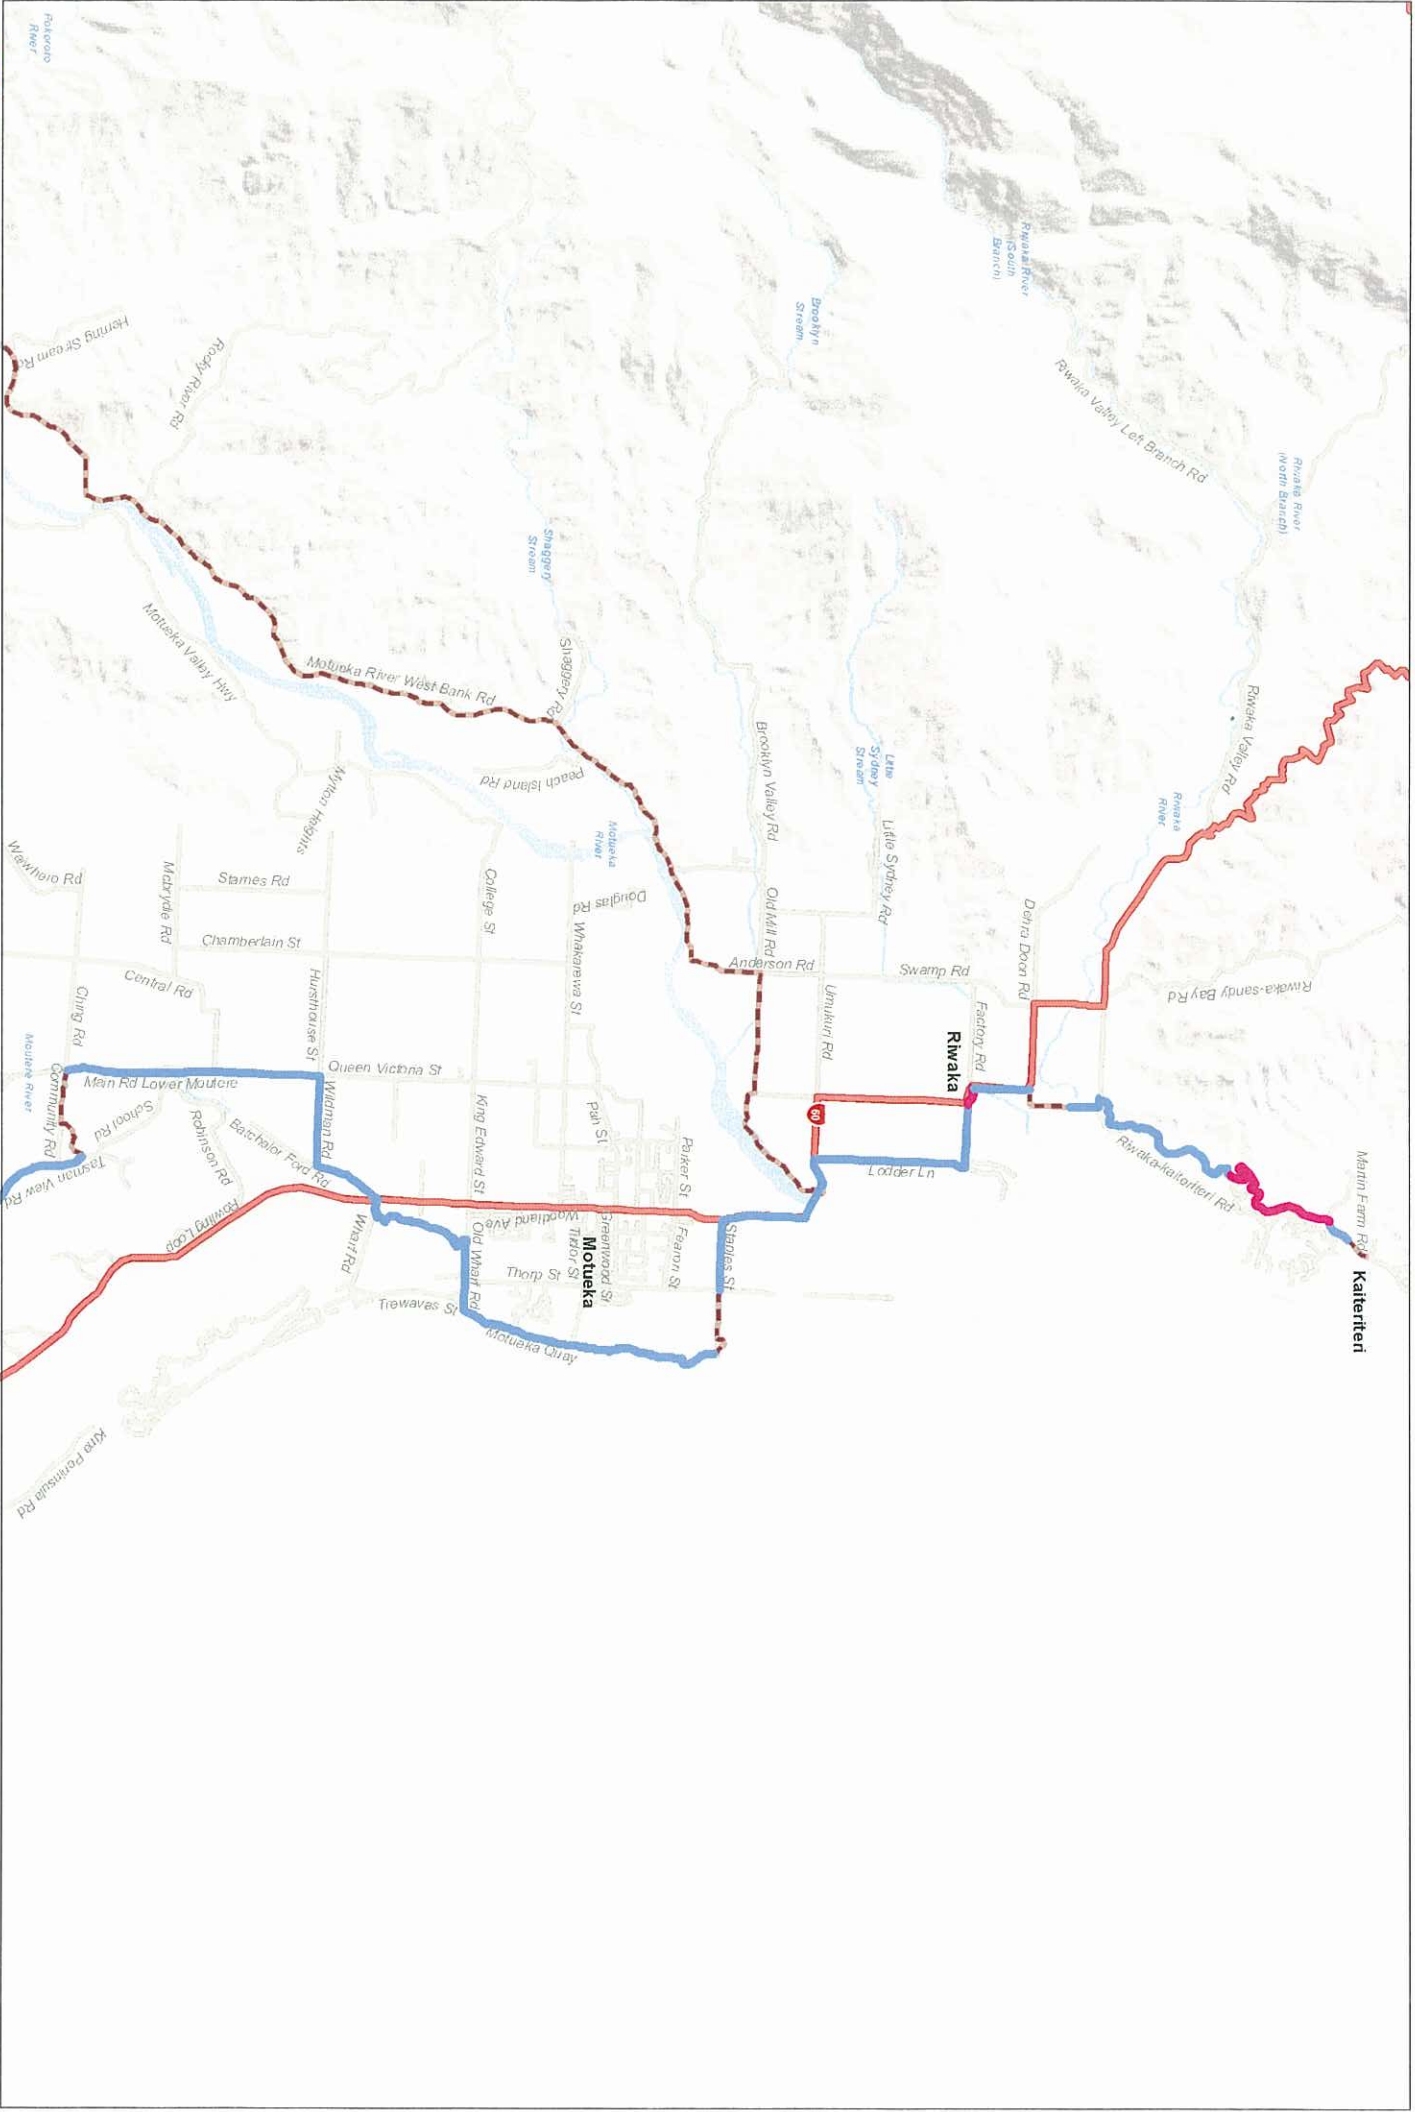 Pokororo
River
Riwaka River
(South
Branch)
Brooklyn
Stream
Herring Stream Rd
Rocky River Rd
Riwaka Valley Left Branch Rd
Riwaka River
(North Branch)
Shaggery
Stream
Motueka Valley Hwy
Motueka River West Bank Rd
Shaggery Rd
Peach Island Rd
Brooklyn Valley Rd
Little
Sydney
Stream
Little Sydney Rd
Riwaka Valley Rd
Riwaka
River
Mytton Heights
Motueka
River
Wawhero Rd
Mcbryde Rd
Starnes Rd
College St
Douglas Rd
Old Mill Rd
Dehra Doon Rd
Chamberlain St
Whakarewa St
Anderson Rd
Swamp Rd
Central Rd
Riwaka-sandy Bay Rd
Ching Rd
Hursthouse St
Umukuri Rd
Factory Rd
Riwaka
Moutere River
Community Rd
Main Rd Lower Moutere
Queen Victoria St
Wildman Rd
School Rd
Robinson Rd
Batchalor Ford Rd
King Edward St
Pah St
Parker St
60
Lodder Ln
Riwaka-kaiteriteri Rd
Martin Farm Rd
Tasman View Rd
Rowling Loop
Wharf Rd
Old Wharf Rd
Woodland Ave
Tudor St
Greenwood St
Fearon St
Staples St
Motueka
Thorp St
Trewavas St
Motueka Quay
Kaiteriteri
King Peninsula Rd